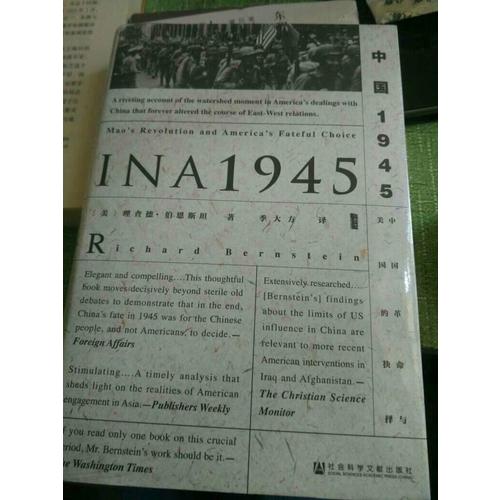 A riveting account of the watershed moment in America's dealings with
China that forever altered the course of East-West relations.
Mao's Revolution and America's Fateful Choice
INA1945
〔美〕理查德·伯恩斯坦 著 季大方 译
Richard Bernstein
Elegant and compelling....This thoughtful
book moves decisively beyond sterile old
debates to demonstrate that in the end,
China's fate in 1945 was for the Chinese
people, and not Americans, to decide.—
Foreign Affairs
Stimulating....A timely analysis that
sheds light on the realities of American
engagement in Asia.—Publishers Weekly
f you read only one book on this crucial
period, Mr. Bernstein's work should be it.—
he Washington Times
Extensively researched....
[Bernstein's] findings
about the limits of US
influence in China are
relevant to more recent
American interventions in
Iraq and Afghanistan.—
The Christian Science
Monitor
中国1945
中国革命与
美国的抉择
社会科学文献出版社
SOCIAL SCIENCES ACADEMIC PRESS (CHINA)